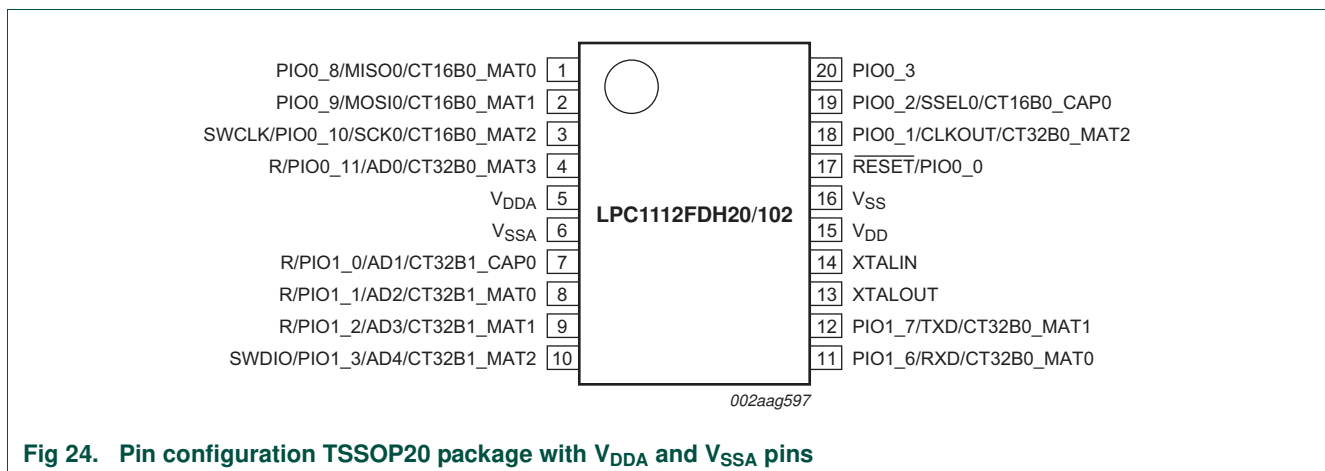 PIO0_8/MISO0/CT16B0_MAT0 1
PIO0_9/MOSI0/CT16B0_MAT1 2
SWCLK/PIO0_10/SCK0/CT16B0_MAT2 3
R/PIO0_11/AD0/CT32B0_MAT3 4
VDDA 5
VSSA 6
R/PIO1_0/AD1/CT32B1_CAP0 7
R/PIO1_1/AD2/CT32B1_MAT0 8
R/PIO1_2/AD3/CT32B1_MAT1 9
SWDIO/PIO1_3/AD4/CT32B1_MAT2 10
LPC1112FDH20/102
20 PIO0_3
19 PIO0_2/SSEL0/CT16B0_CAP0
18 PIO0_1/CLKOUT/CT32B0_MAT2
17 RESET/PIO0_0
16 VSS
15 VDD
14 XTALIN
13 XTALOUT
12 PIO1_7/TXD/CT32B0_MAT1
11 PIO1_6/RXD/CT32B0_MAT0
002aag597
Fig 24. Pin configuration TSSOP20 package with VDDA and VSSA pins